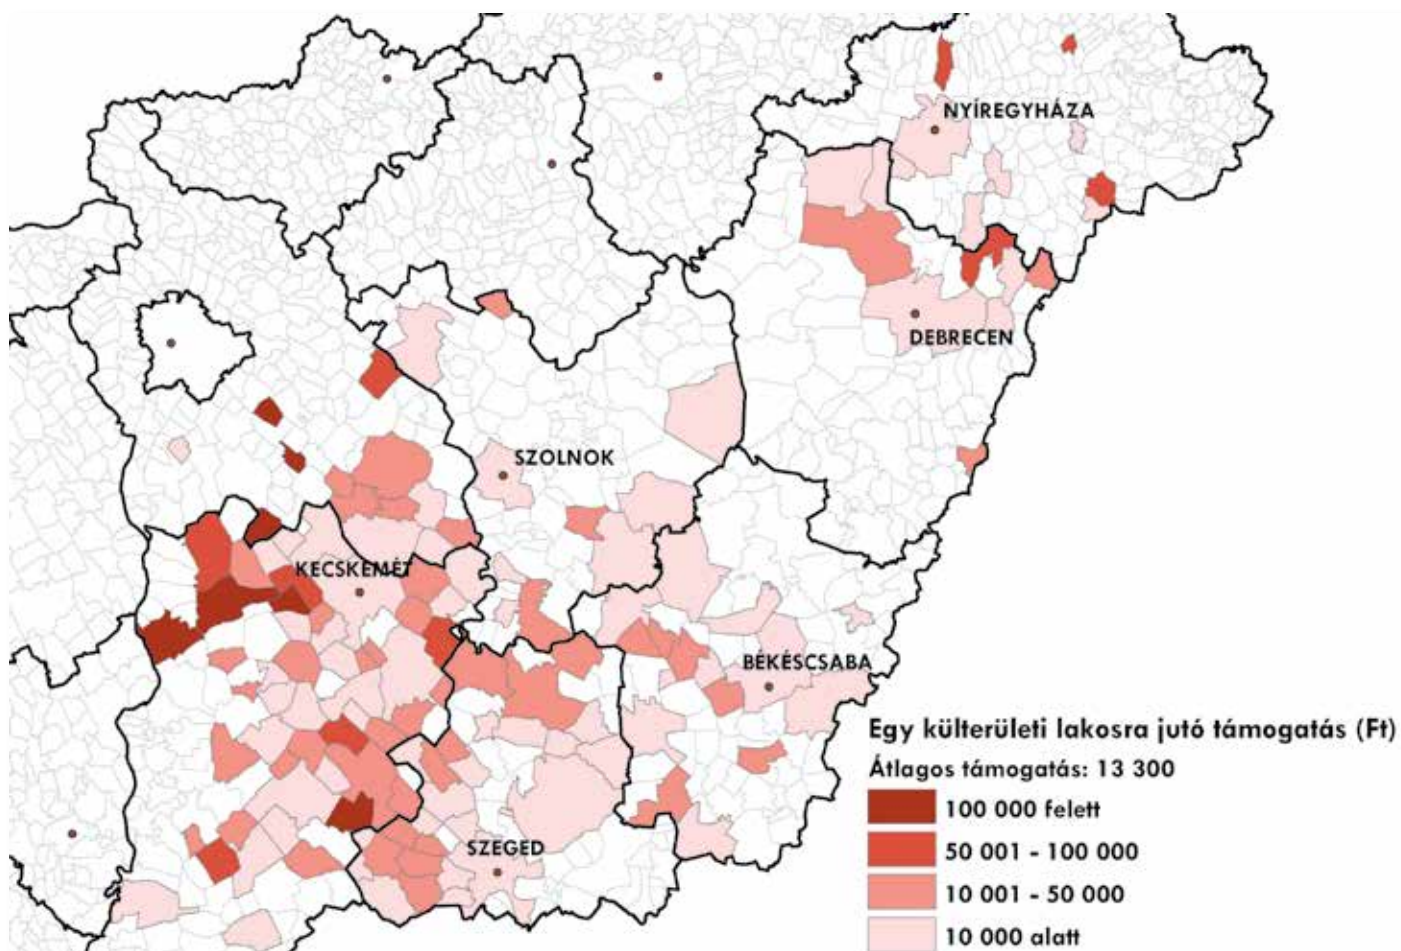 NYÍREGYHÁZA
DEBRECEN
SZOLNOK
KECSKEMÉT
BÉKÉSCSABA
SZEGED
Egy külterületi lakosra jutó támogatás (Ft)
Átlagos támogatás: 13 300
100 000 felett
50 001 - 100 000
10 001 - 50 000
10 000 alatt